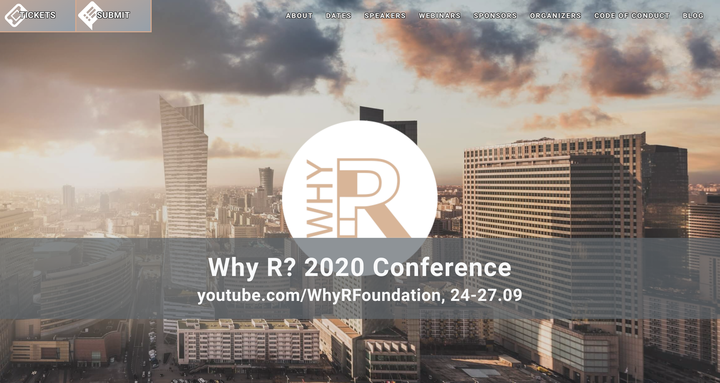 TICKETS
SUBMIT
ABOUT DATES SPEAKERS WEBINARS SPONSORS ORGANIZERS CODE OF CONDUCT BLOG
WHY R
Why R? 2020 Conference
youtube.com/WhyRFoundation, 24-27.09